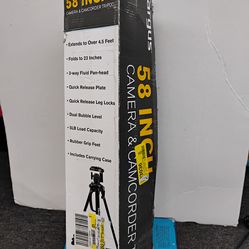 58 INCH
CAMERA & CAMCORDER TRIPOD
• Extends to Over 4.5 Feet
• Folds to 23 Inches
• 3-way Fluid Pan-head
• Quick Release Plate
• Quick Release Leg Locks
• Dual Bubble Level
• 5LB Load Capacity
• Rubber Grip Feet
• Includes Carrying Case
argus
58 INCH
CAMERA & CAMCORDER T